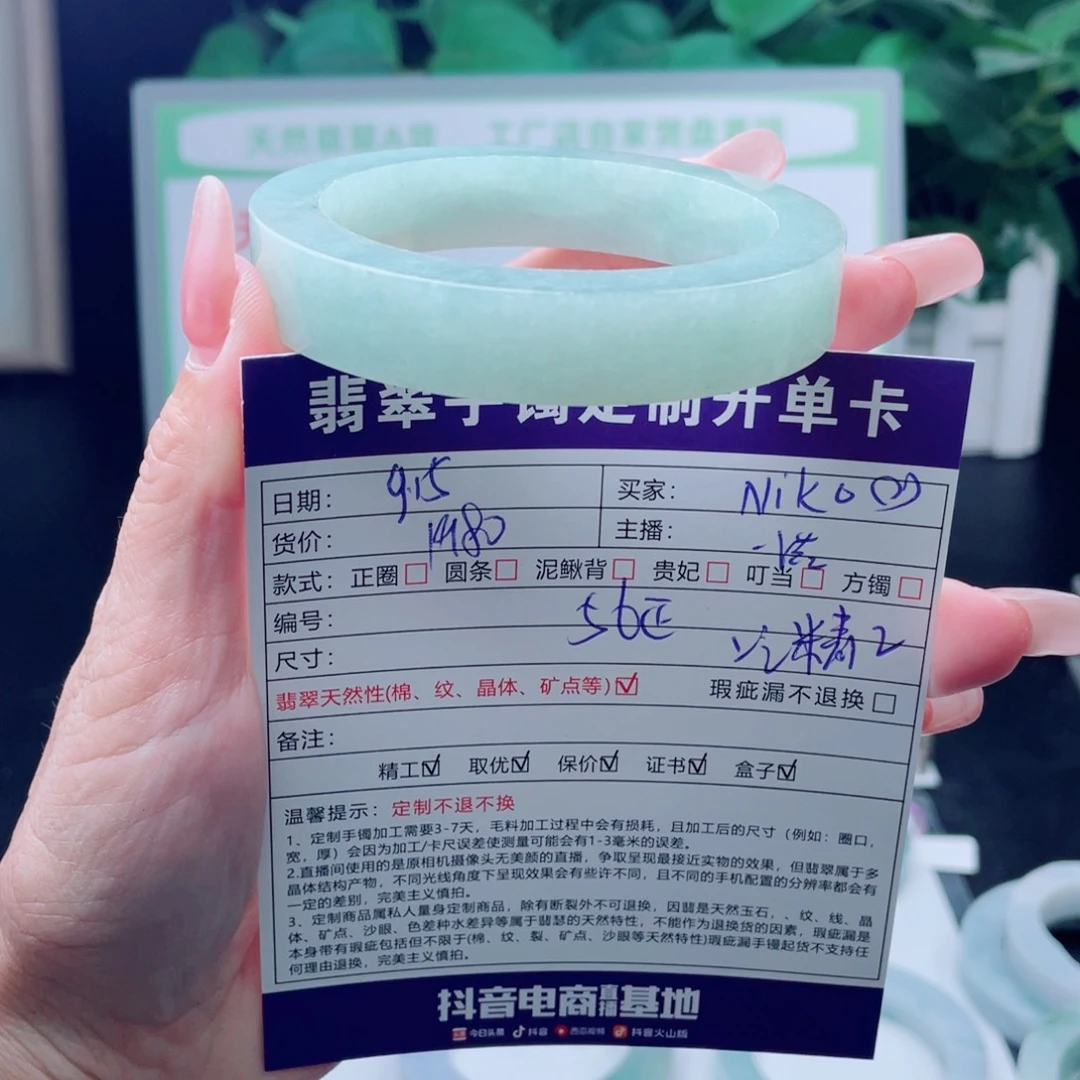 翡翠手镯定制开单卡
日期: 9.15 买家: Niko
货价: 1980 主播:
款式: 正圈 圆条 泥鳅背 贵妃 叮当 方镯
编号: 56正
尺寸:
翡翠天然性(棉、纹、晶体、矿点等) 瑕疵漏不退换
备注:
精工 取优 保价 证书 盒子
温馨提示: 定制不退不换
1、定制手镯加工需要3-7天，毛料加工过程中会有损耗，且加工后的尺寸（例如：圈口，
宽，厚）会因为加工/卡尺误差使测量可能会有1-3毫米的误差。
2.直播间使用的是原相机摄像头无美颜的直播，争取呈现最接近实物的效果，但翡翠属于多
晶体结构产物，不同光线角度下呈现效果会有些许不同，且不同的手机配置的分辨率都会有
一定的差别，完美主义慎拍。
3、定制商品属私人量身定制商品，除有断裂外不可退换，因翡是天然玉石，、纹、线、晶
体、矿点、沙眼、色差种水差异等属于翡瑟的天然特性，不能作为退换货的因素，瑕疵漏是
本身带有瑕疵包括但不限于(棉、纹、裂、矿点、沙眼等天然特性)瑕疵漏手镯起货不支持任
何理由退换，完美主义慎拍。
抖音电商直播基地
今日头条 抖音 西瓜视频 抖音火山版